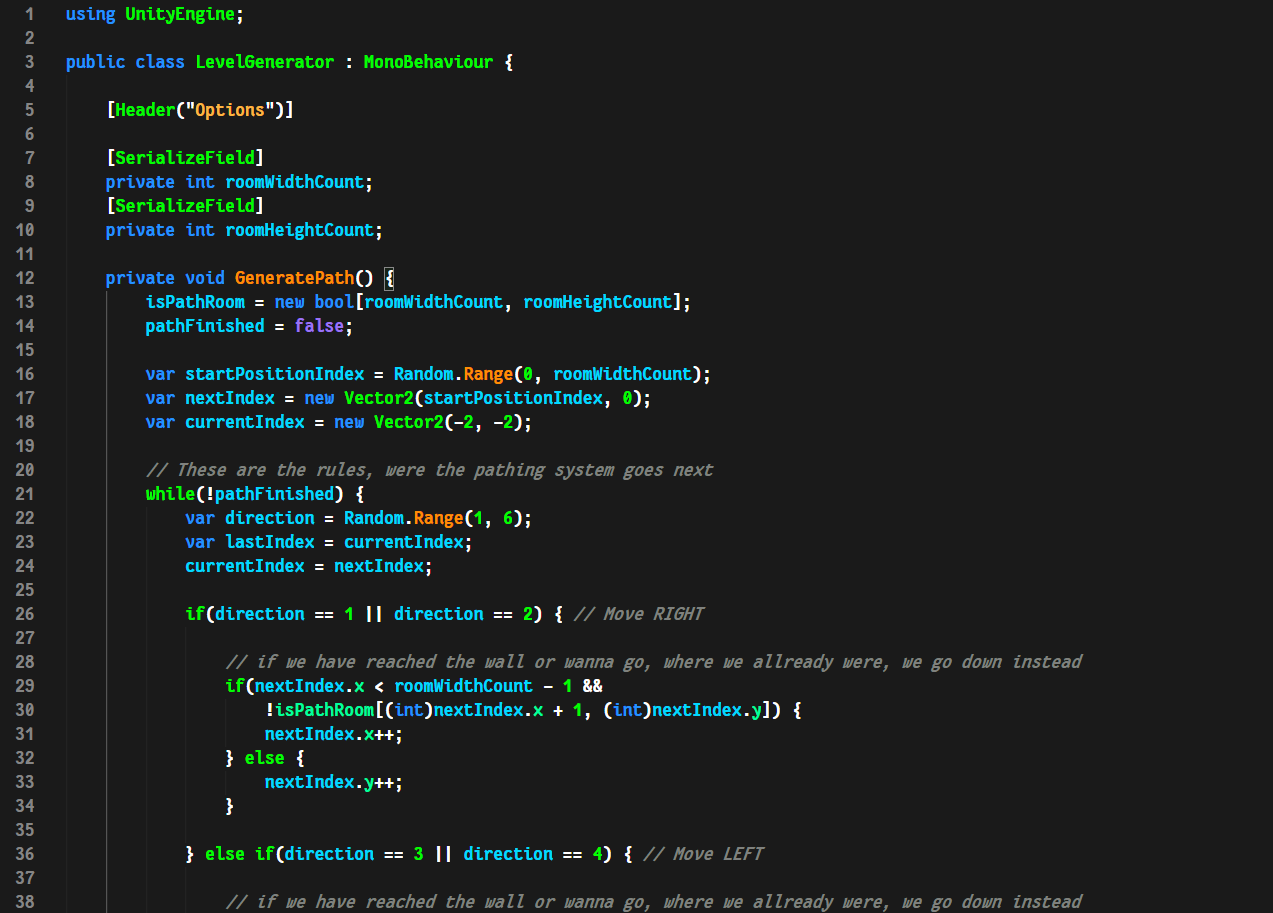 1 using UnityEngine;
2
3 public class LevelGenerator : MonoBehaviour {
4
5 [Header("Options")]
6
7 [SerializeField]
8 private int roomWidthCount;
9 [SerializeField]
10 private int roomHeightCount;
11
12 private void GeneratePath() {
13 isPathRoom = new bool[roomWidthCount, roomHeightCount];
14 pathFinished = false;
15
16 var startPositionIndex = Random.Range(0, roomWidthCount);
17 var nextIndex = new Vector2(startPositionIndex, 0);
18 var currentIndex = new Vector2(-2, -2);
19
20 // These are the rules, were the pathing system goes next
21 while(!pathFinished) {
22 var direction = Random.Range(1, 6);
23 var lastIndex = currentIndex;
24 currentIndex = nextIndex;
25
26 if(direction == 1 || direction == 2) { // Move RIGHT
27
28 // if we have reached the wall or wanna go, where we allready were, we go down instead
29 if(nextIndex.x < roomWidthCount - 1 &&
30 !isPathRoom[(int)nextIndex.x + 1, (int)nextIndex.y]) {
31 nextIndex.x++;
32 } else {
33 nextIndex.y++;
34 }
35
36 } else if(direction == 3 || direction == 4) { // Move LEFT
37
38 // if we have reached the wall or wanna go, where we allready were, we go down instead